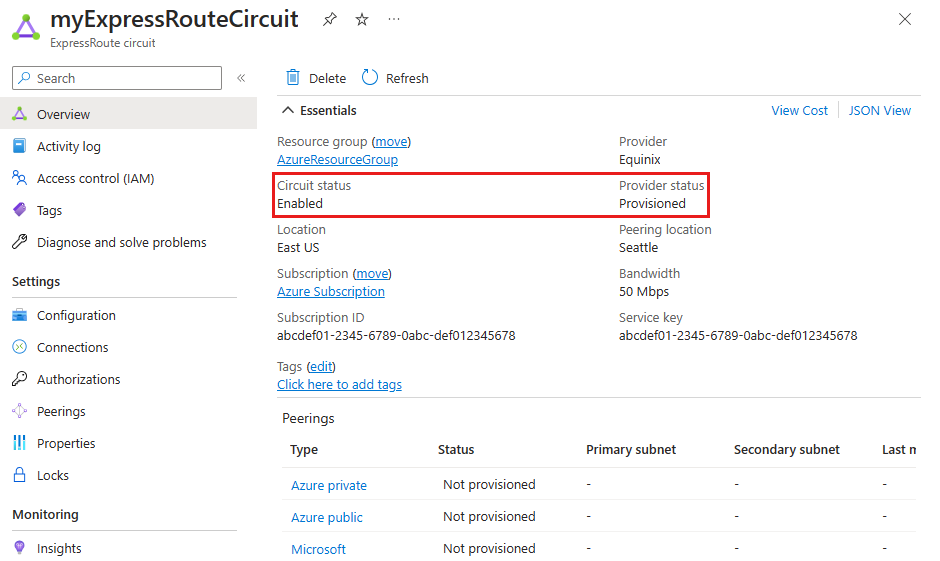 myExpressRouteCircuit
ExpressRoute circuit
Search
Overview
Activity log
Access control (IAM)
Tags
Diagnose and solve problems
Settings
Configuration
Connections
Authorizations
Peerings
Properties
Locks
Monitoring
Insights
Delete Refresh
Essentials View Cost JSON View
Resource group (move) Provider
AzureResourceGroup Equinix
Circuit status Provider status
Enabled Provisioned
Location Peering location
East US Seattle
Subscription (move) Bandwidth
Azure Subscription 50 Mbps
Subscription ID Service key
abcdef01-2345-6789-0abc-def012345678 abcdef01-2345-6789-0abc-def012345678
Tags (edit)
Click here to add tags
Peerings
Type Status Primary subnet Secondary subnet Last m
Azure private Not provisioned - - -
Azure public Not provisioned - - -
Microsoft Not provisioned - - -